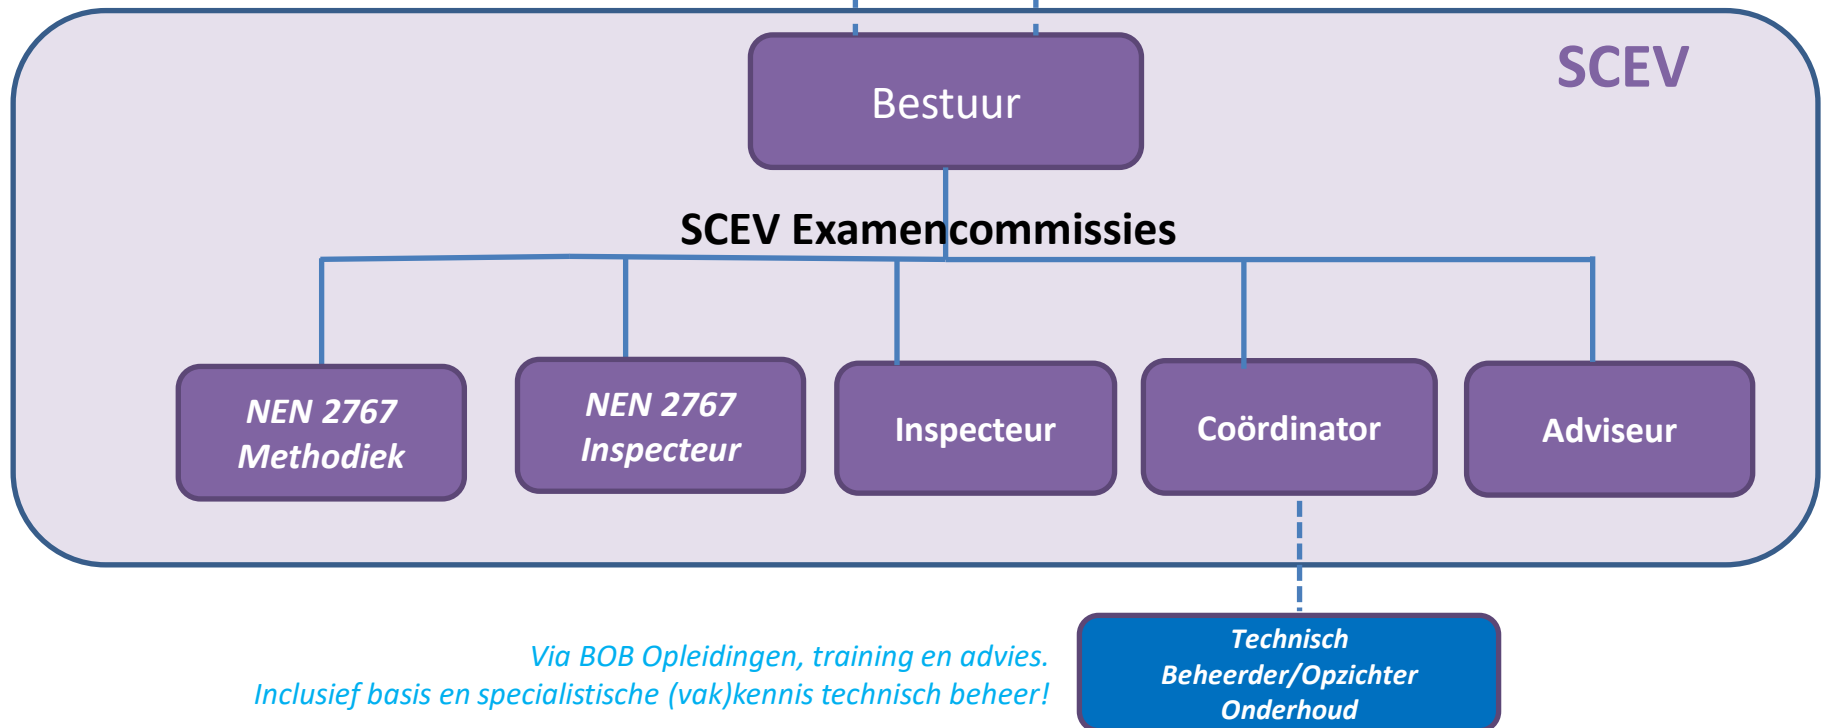 SCEV
Bestuur
SCEV Examencommissies
NEN 2767
Methodiek
NEN 2767
Inspecteur
Inspecteur
Coördinator
Adviseur
Via BOB Opleidingen, training en advies.
Inclusief basis en specialistische (vak)kennis technisch beheer!
Technisch
Beheerder/Opzichter
Onderhoud